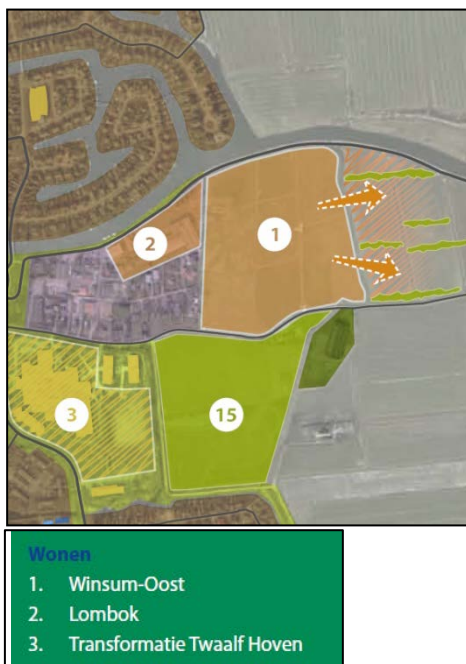 2
1
3
15
Wonen
1. Winsum-Oost
2. Lombok
3. Transformatie Twaalf Hoven